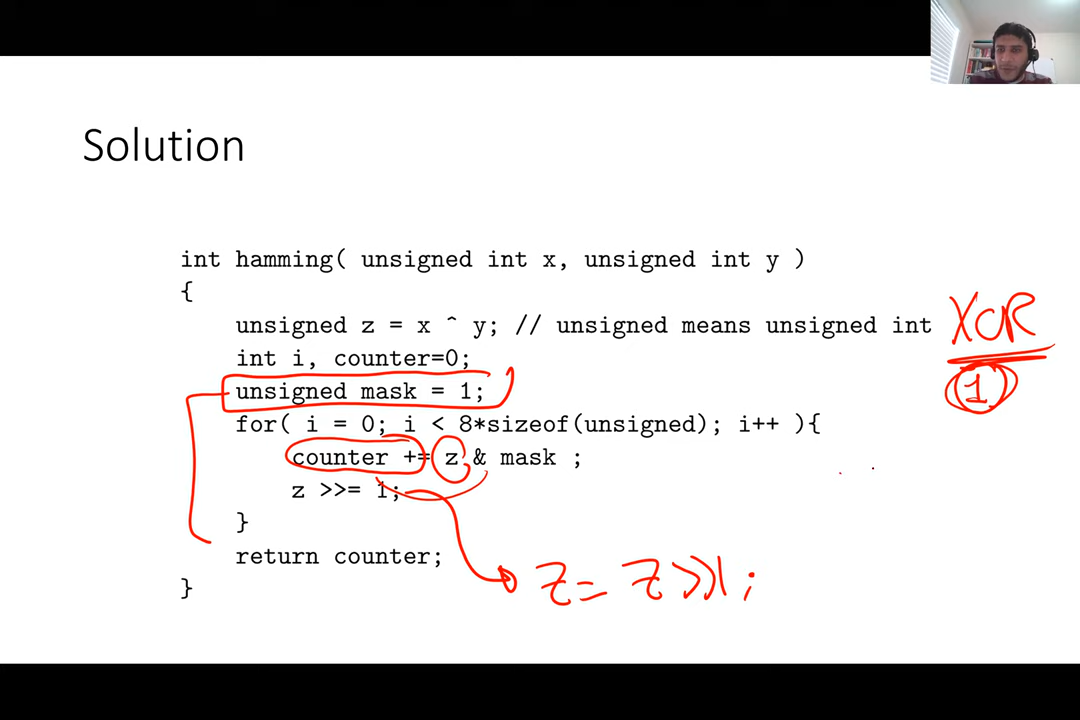 Solution
int hamming( unsigned int x, unsigned int y )
{
unsigned z = x ^ y; // unsigned means unsigned int
XOR
int i, counter=0;
1
unsigned mask = 1;
for( i = 0; i < 8*sizeof(unsigned); i++ ){
counter += z & mask ;
z >>= 1;
}
return counter;
z = z >>1;
}